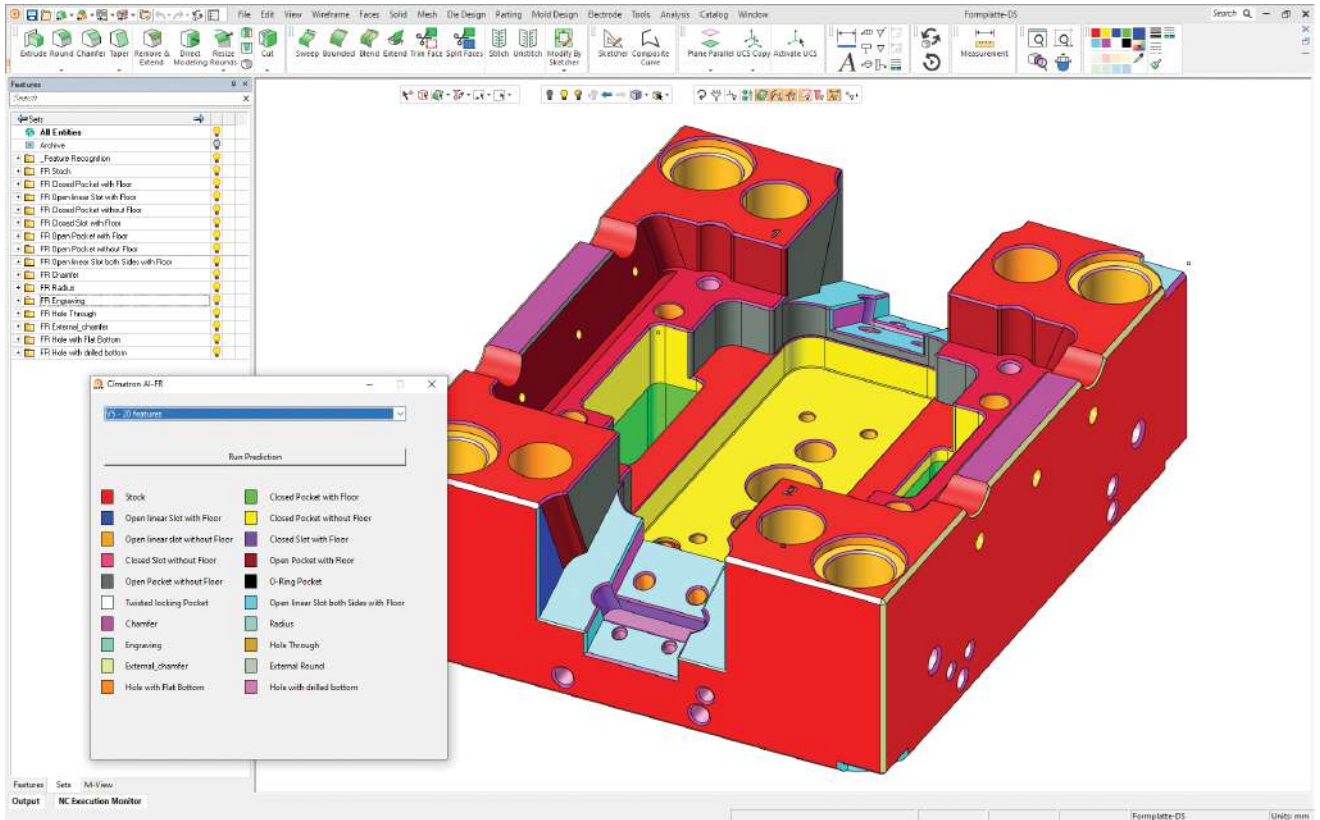 File Edit View Wireframe Faces Solid Mesh Die Design Parting Mold Design Electrode Tools Analysis Catalog Window Formplatte-DS Search
Extrude Round Chamfer Taper Remove & Extend Direct Modeling Resize Rounds Cut Sweep Bounded Blend Extend Trim Face Split Faces Stitch Unstitch Modify By Sketcher Sketcher Composite Curve Plane Parallel UCS Copy Activate UCS Measurement
Features
Search
Sets
All Entities
Archive
_Feature Recognition
FR Stock
FR Closed Pocket with Floor
FR Open linear Slot with Floor
FR Closed Pocket without Floor
FR Closed Slot with Floor
FR Open Pocket with Floor
FR Open Pocket without Floor
FR Open linear Slot both Sides with Floor
FR Chamfer
FR Radius
FR Engraving
FR Hole Through
FR External_chamfer
FR Hole with Flat Bottom
FR Hole with drilled bottom
Cimatron AI-FR
V5 - 20 features
Run Prediction
Stock Closed Pocket with Floor
Open linear Slot with Floor Closed Pocket without Floor
Open linear slot without Floor Closed Slot with Floor
Closed Slot without Floor Open Pocket with Floor
Open Pocket without Floor O-Ring Pocket
Twisted locking Pocket Open linear Slot both Sides with Floor
Chamfer Radius
Engraving Hole Through
External_chamfer External Round
Hole with Flat Bottom Hole with drilled bottom
Features Sets M-View
Output NC Execution Monitor
Formplatte-DS Units: mm